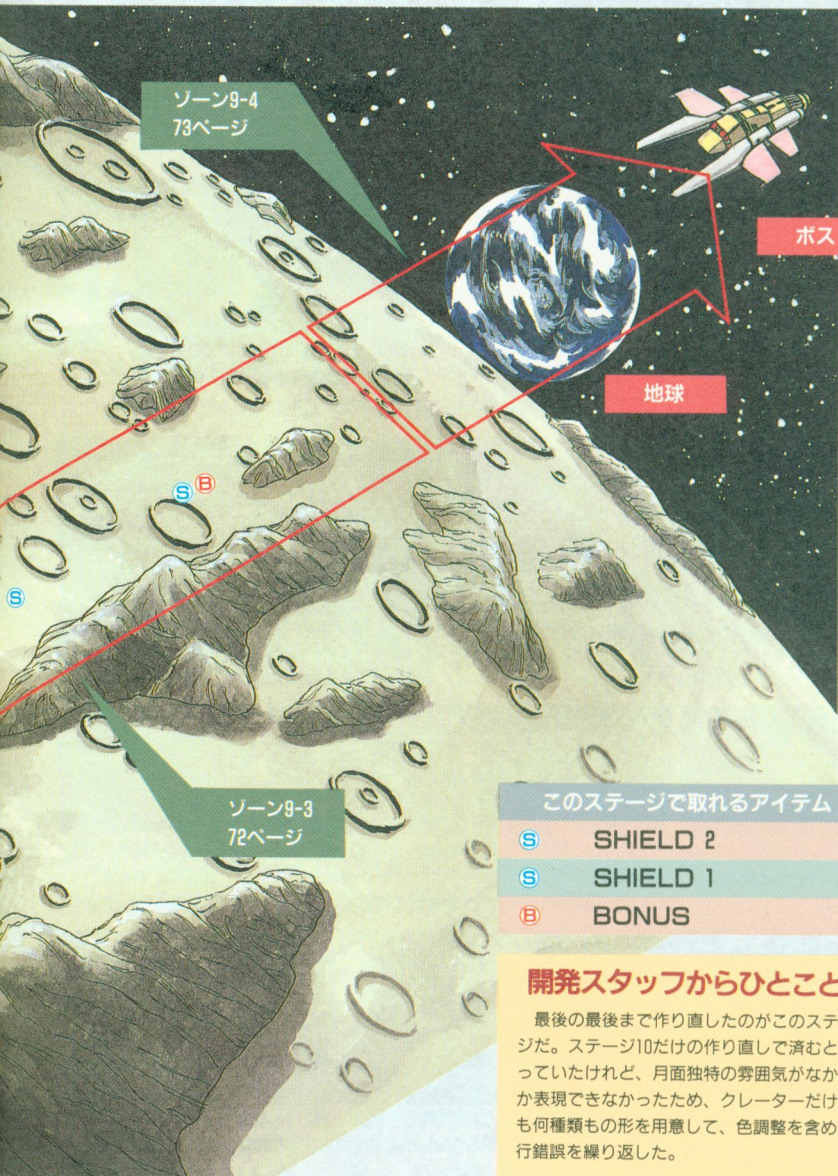 ゾーン9-4
73ページ
ボス
地球
Ⓢ Ⓑ
Ⓢ
ゾーン9-3
72ページ
このステージで取れるアイテム
Ⓢ SHIELD 2
Ⓢ SHIELD 1
Ⓑ BONUS
開発スタッフからひとこと
最後の最後まで作り直したのがこのステ
ジだ。ステージ10だけの作り直しで済むと
っていたけれど、月面独特の雰囲気がなか
か表現できなかったため、クレーターだけ
も何種類もの形を用意して、色調整を含め
行錯誤を繰り返した。